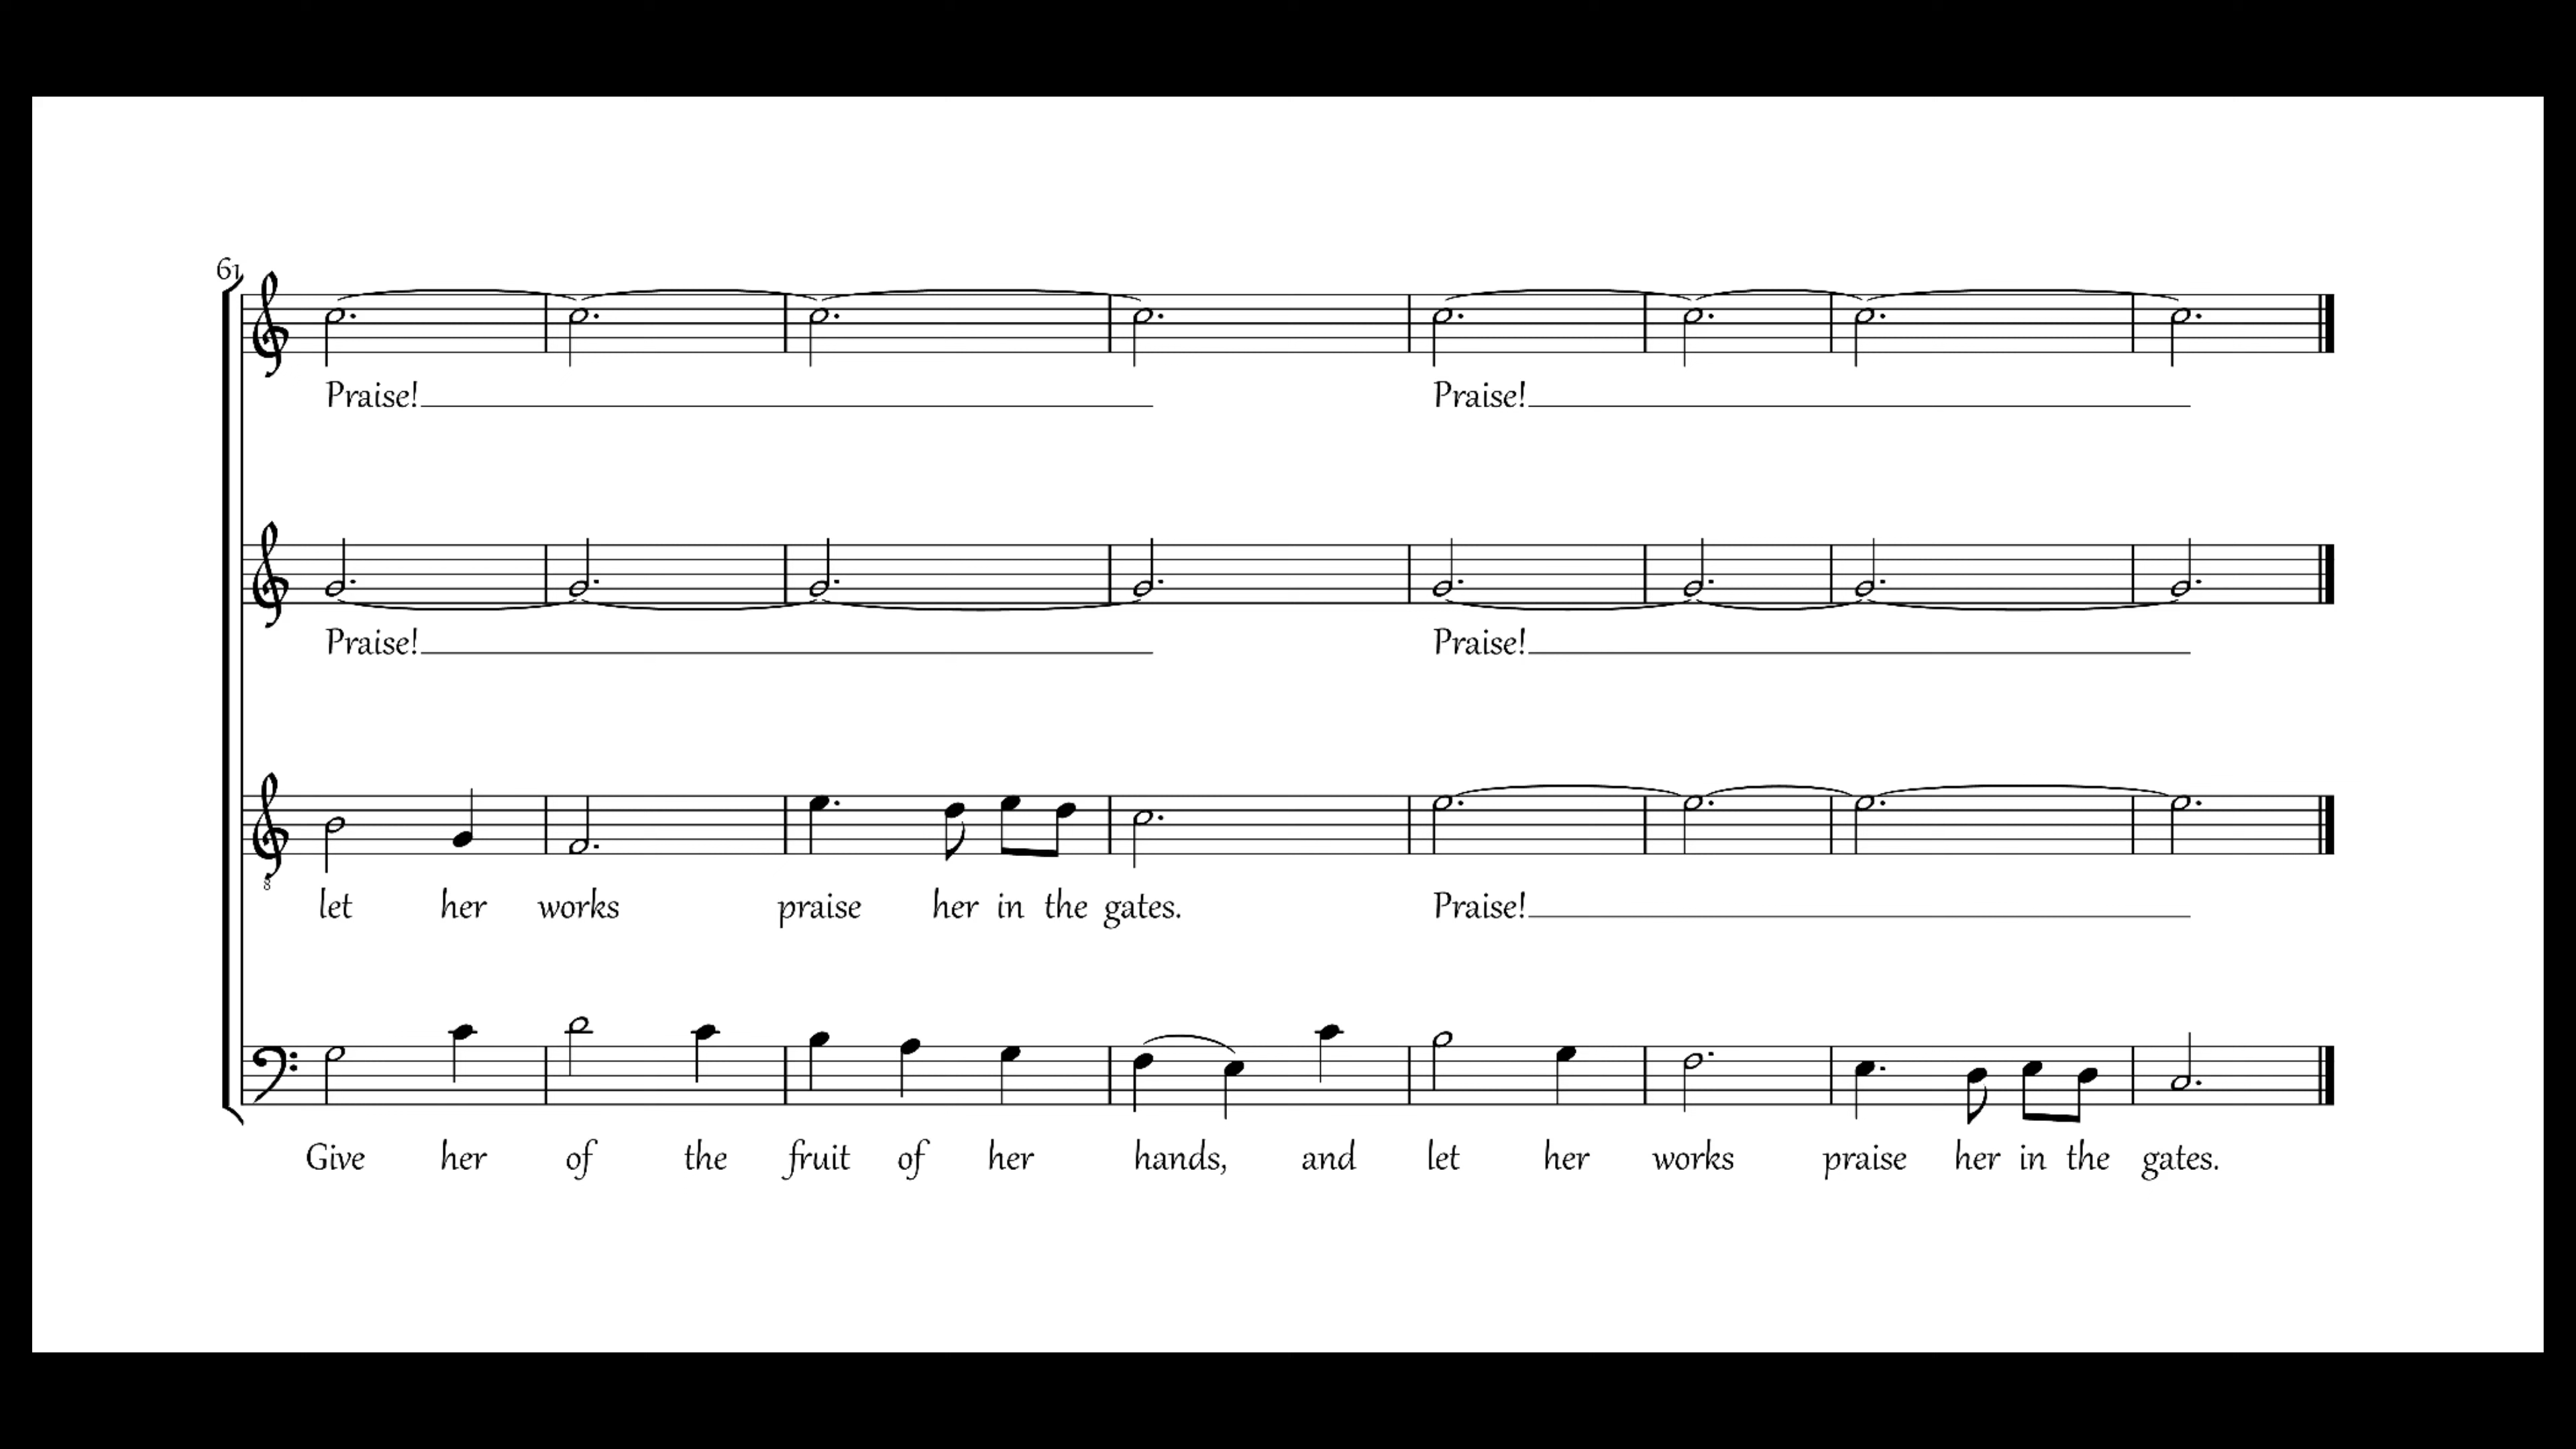 61
Praise! Praise!
Praise! Praise!
8
let her works praise her in the gates. Praise!
Give her of the fruit of her hands, and let her works praise her in the gates.